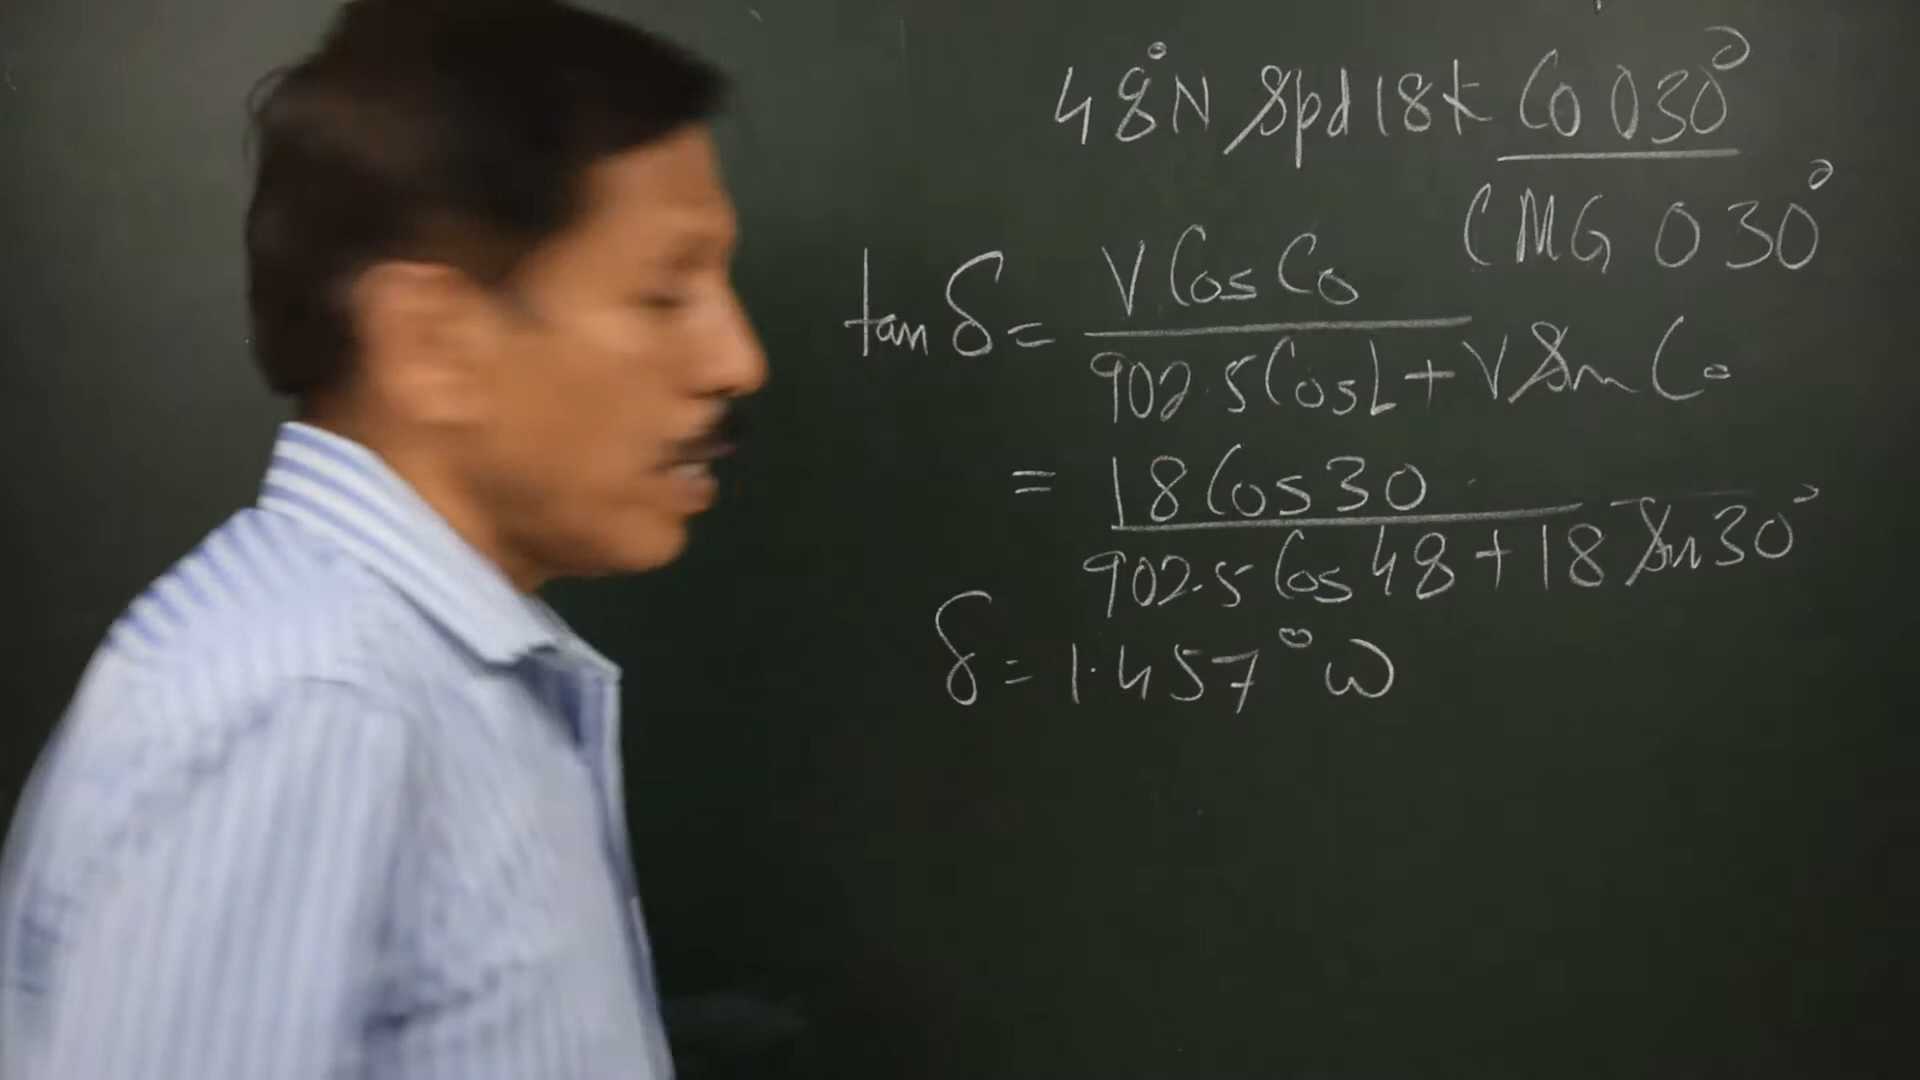 48°N Spd 18k Co 030°
CMG 030°
tan δ = V Cos Co
902.5 Cos L + V Sin Co
= 18 Cos 30
902.5 Cos 48 + 18 Sin 30°
δ = 1.457° W